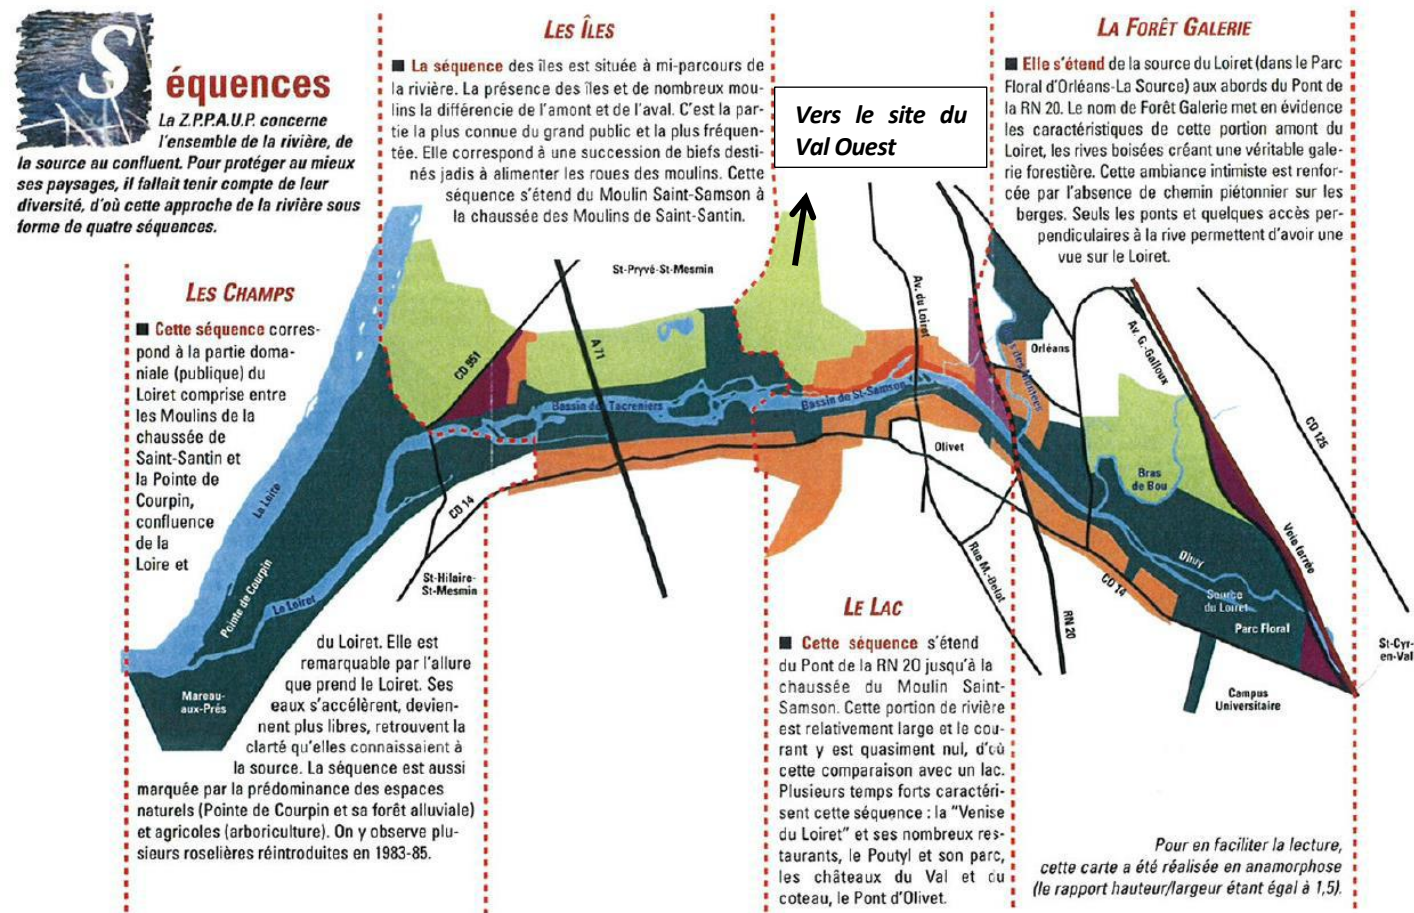 Séquences
La Z.P.P.A.U.P. concerne
l'ensemble de la rivière, de
la source au confluent. Pour protéger au mieux
ses paysages, il fallait tenir compte de leur
diversité, d'où cette approche de la rivière sous
forme de quatre séquences.
LES CHAMPS
■ Cette séquence corres-
pond à la partie doma-
niale (publique) du
Loiret comprise entre
les Moulins de la
chaussée de
Saint-Santin et
la Pointe de
Courpin,
confluence
de la
Loire et
du Loiret. Elle est
remarquable par l'allure
que prend le Loiret. Ses
eaux s'accélèrent, devien-
nent plus libres, retrouvent la
clarté qu'elles connaissaient à
la source. La séquence est aussi
marquée par la prédominance des espaces
naturels (Pointe de Courpin et sa forêt alluviale)
et agricoles (arboriculture). On y observe plu-
sieurs roselières réintroduites en 1983-85.
LES ÎLES
■ La séquence des îles est située à mi-parcours de
la rivière. La présence des îles et de nombreux mou-
lins la différencie de l'amont et de l'aval. C'est la par-
tie la plus connue du grand public et la plus fréquen-
tée. Elle correspond à une succession de biefs desti-
nés jadis à alimenter les roues des moulins. Cette
séquence s'étend du Moulin Saint-Samson à
la chaussée des Moulins de Saint-Santin.
Vers le site du
Val Ouest
LA FORÊT GALERIE
■ Elle s'étend de la source du Loiret (dans le Parc
Floral d'Orléans-La Source) aux abords du Pont de
la RN 20. Le nom de Forêt Galerie met en évidence
les caractéristiques de cette portion amont du
Loiret, les rives boisées créant une véritable gale-
rie forestière. Cette ambiance intimiste est renfor-
cée par l'absence de chemin piétonnier sur les
berges. Seuls les ponts et quelques accès per-
pendiculaires à la rive permettent d'avoir une
vue sur le Loiret.
LE LAC
■ Cette séquence s'étend
du Pont de la RN 20 jusqu'à la
chaussée du Moulin Saint-
Samson. Cette portion de rivière
est relativement large et le cou-
rant y est quasiment nul, d'où
cette comparaison avec un lac.
Plusieurs temps forts caractéri-
sent cette séquence : la "Venise
du Loiret" et ses nombreux res-
taurants, le Poutyl et son parc,
les châteaux du Val et du
coteau, le Pont d'Olivet.
St-Pryvé-St-Mesmin
CD 951
A 71
Av. du Loiret
Orléans
Av. G.-Galloux
CD 125
Bassin des Tacreniers
Bassin de St-Samson
Olivet
Bras
de Bou
La Loire
CD 14
Pointe de Courpin
Le Loiret
St-Hilaire-
St-Mesmin
Rue M.-Belot
RN 20
CD 14
Dhuy
Voie ferrée
Source
du Loiret
Parc Floral
St-Cyr-
en-Val
Mareau-
aux-Prés
Campus
Universitaire
Pour en faciliter la lecture,
cette carte a été réalisée en anamorphose
(le rapport hauteur/largeur étant égal à 1,5).